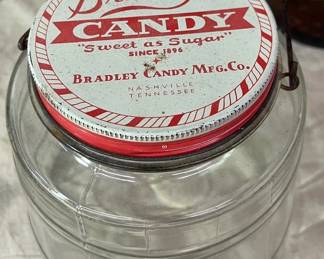 CANDY
"Sweet as Sugar"
SINCE 1896
BRADLEY CANDY MFG. CO.
NASHVILLE
TENNESSEE